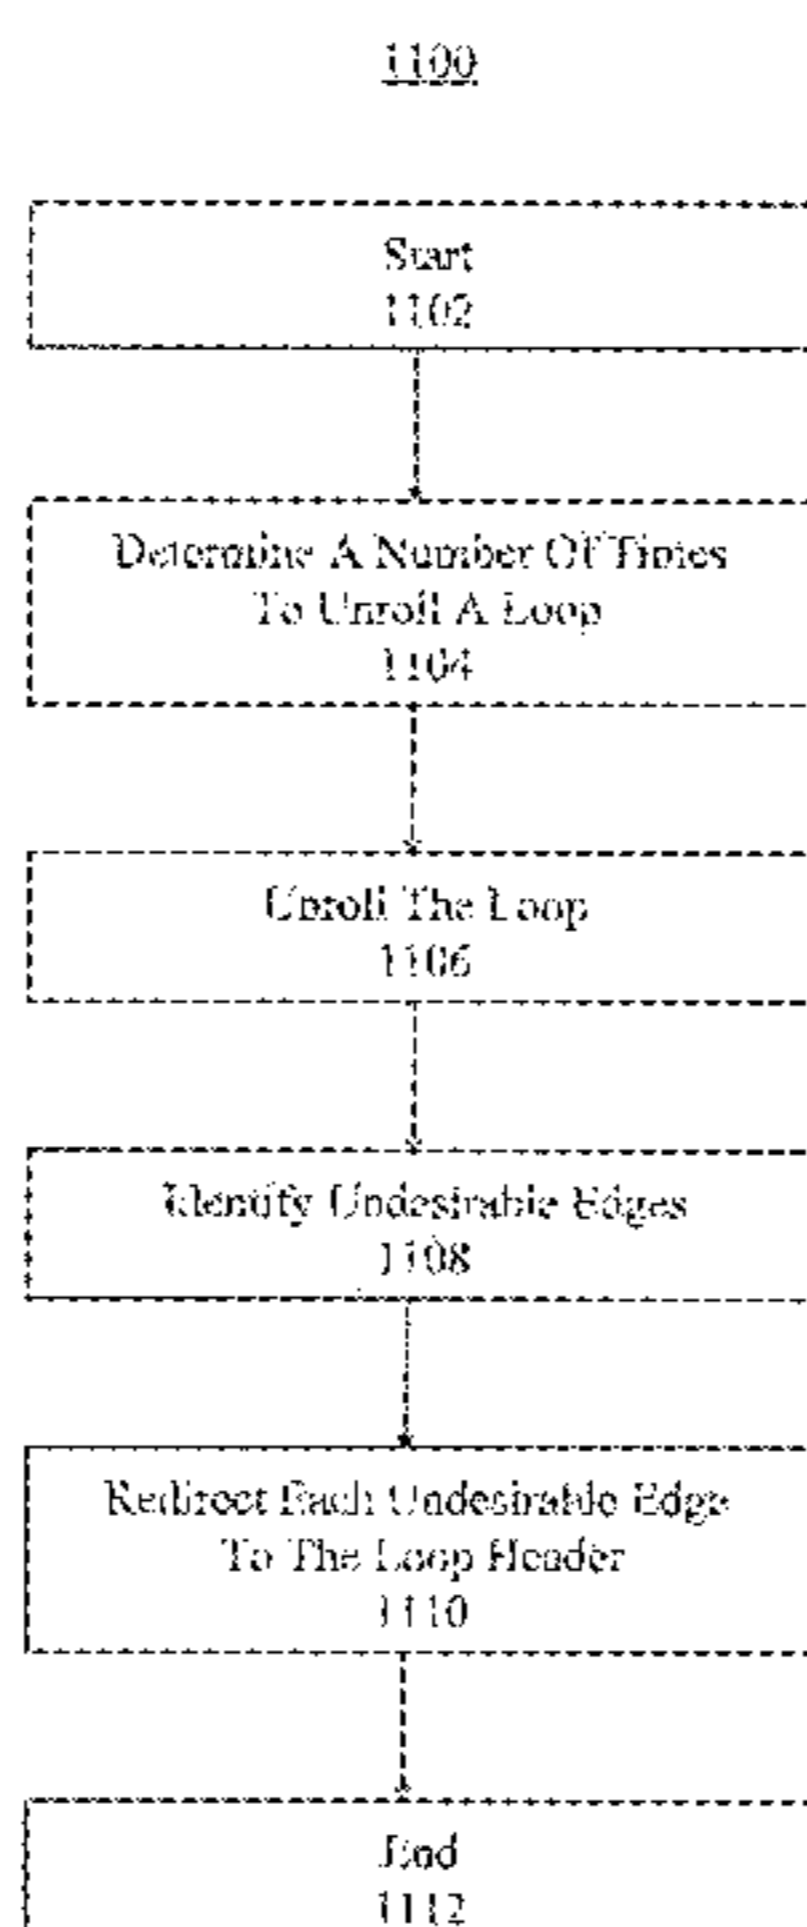 1100
Start
1102
Determine A Number Of Times
To Unroll A Loop
1104
Unroll The Loop
1106
Identify Undesirable Edges
1108
Redirect Each Undesirable Edge
To The Loop Header
1110
End
1112